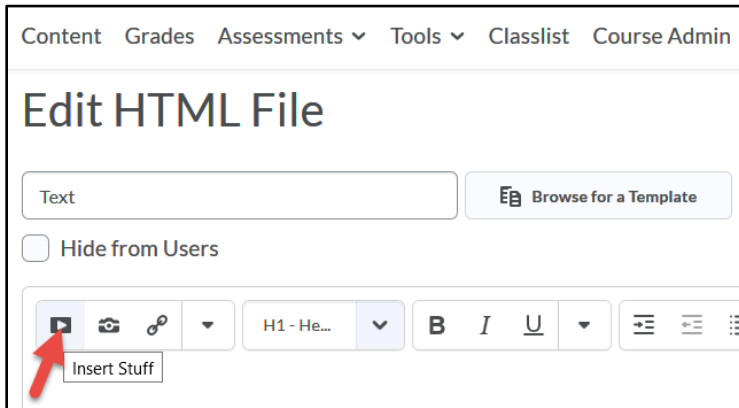 Content Grades Assessments Tools Classlist Course Admin
Edit HTML File
Text Browse for a Template
Hide from Users
H1 - He... B I U
Insert Stuff